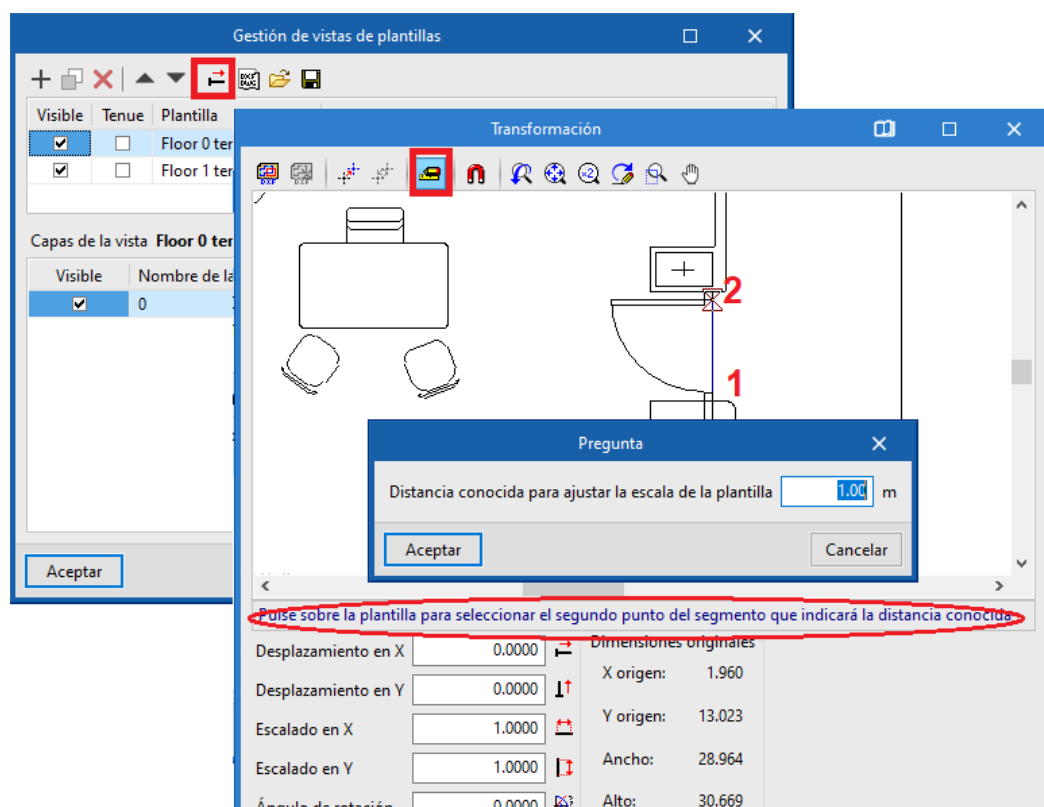 Gestión de vistas de plantillas
Visible Tenue Plantilla
Floor 0 ter
Floor 1 ter
Capas de la vista Floor 0 ter
Visible Nombre de la
0
Aceptar
Transformación
2
1
Pregunta
Distancia conocida para ajustar la escala de la plantilla 1.00 m
Aceptar Cancelar
Pulse sobre la plantilla para seleccionar el segundo punto del segmento que indicará la distancia conocida
Desplazamiento en X 0.0000
Desplazamiento en Y 0.0000
Escalado en X 1.0000
Escalado en Y 1.0000
Ángulo de rotación 0.0000
Dimensiones originales
X origen: 1.960
Y origen: 13.023
Ancho: 28.964
Alto: 30.669